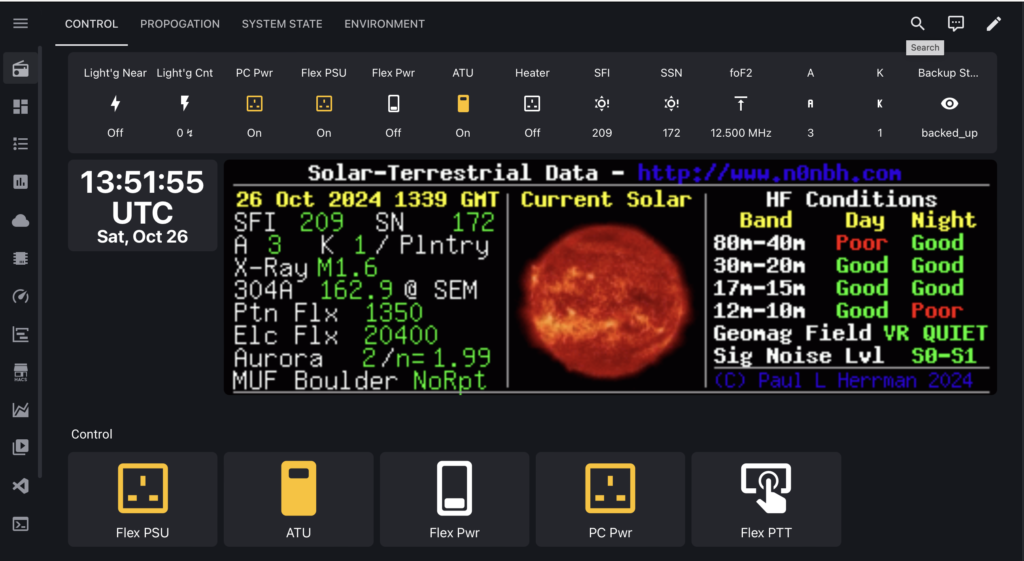 CONTROL PROPOGATION SYSTEM STATE ENVIRONMENT
Search
Light'g Near Light'g Cnt PC Pwr Flex PSU Flex Pwr ATU Heater SFI SSN foF2 A K Backup St...
A K
Off 0 ↯ On On Off On Off 209 172 12.500 MHz 3 1 backed_up
13:51:55
UTC
Sat, Oct 26
Solar-Terrestrial Data - http://www.n0nbh.com
26 Oct 2024 1339 GMT
SFI 209 SN 172
A 3 K 1 / Plntry
X-Ray M1.6
304A 162.9 @ SEM
Ptn Flx 1350
Elc Flx 20400
Aurora 2/n= 1.99
MUF Boulder NoRpt
Current Solar
HF Conditions
Band Day Night
80m-40m Poor Good
30m-20m Good Good
17m-15m Good Good
12m-10m Good Poor
Geomag Field VR QUIET
Sig Noise Lvl S0-S1
(C) Paul L Herrman 2024
HACS
Control
Flex PSU ATU Flex Pwr PC Pwr Flex PTT